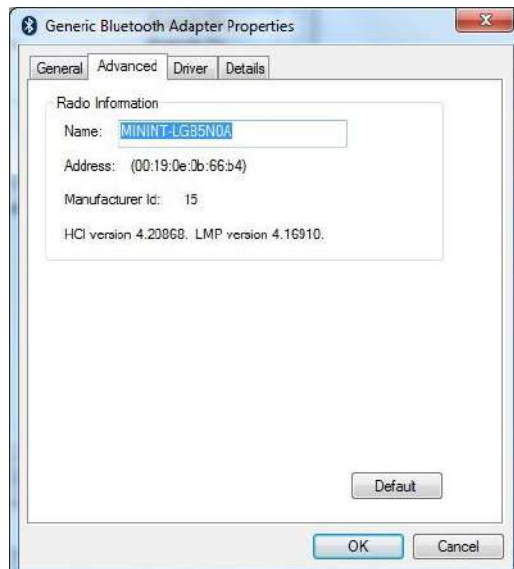 Generic Bluetooth Adapter Properties
General Advanced Driver Details
Radio Information
Name: MININT-LGB5N0A
Address: (00:19:0e:0b:66:b4)
Manufacturer Id: 15
HCI version 4.20868. LMP version 4.16910.
Defaut
OK Cancel